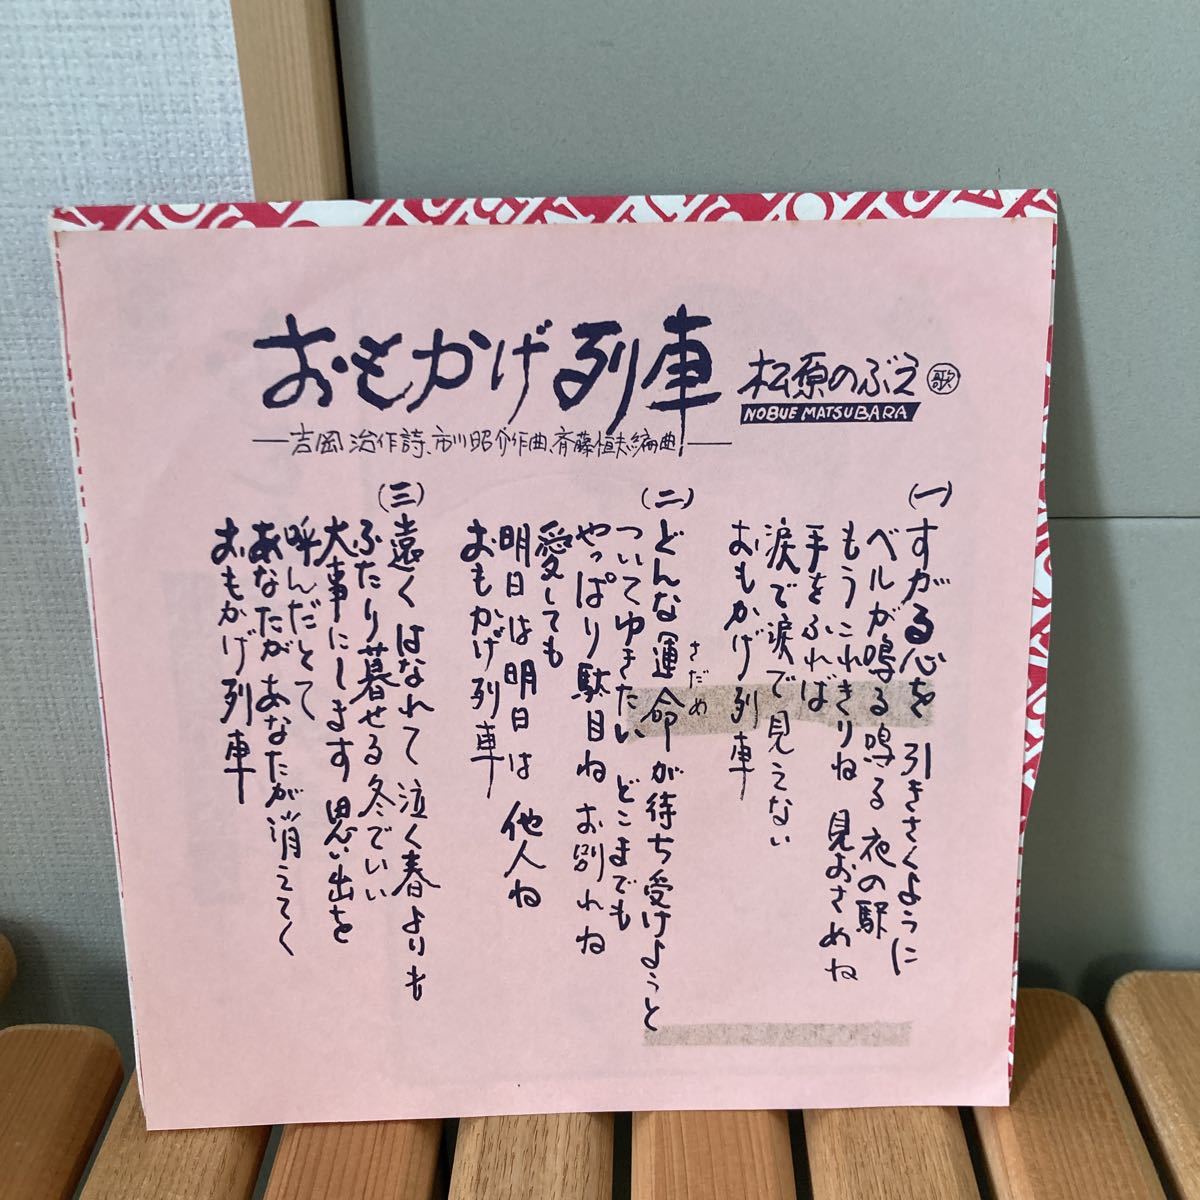 おもかげ列車
松原のぶえ ㊊歌
NOBUE MATSUBARA
―吉岡治作詩、市川昭介作曲、斉藤恒夫編曲―
(一)
すがる心を 引きさくように
ベルが鳴る鳴る 夜の駅
もうこれきりね 見おさめね
手をふれば
涙で涙で見えない
おもかげ列車
(二)
どんな運命が待ち受けようと
さだめ
ついてゆきたい どこまでも
やっぱり駄目ね お別れね
愛しても
明日は明日は 他人ね
おもかげ列車
(三)
遠くはなれて 泣く春よりも
ふたり暮せる冬でいい
大事にします 思い出を
呼んだとて
あなたがあなたが消えてく
おもかげ列車